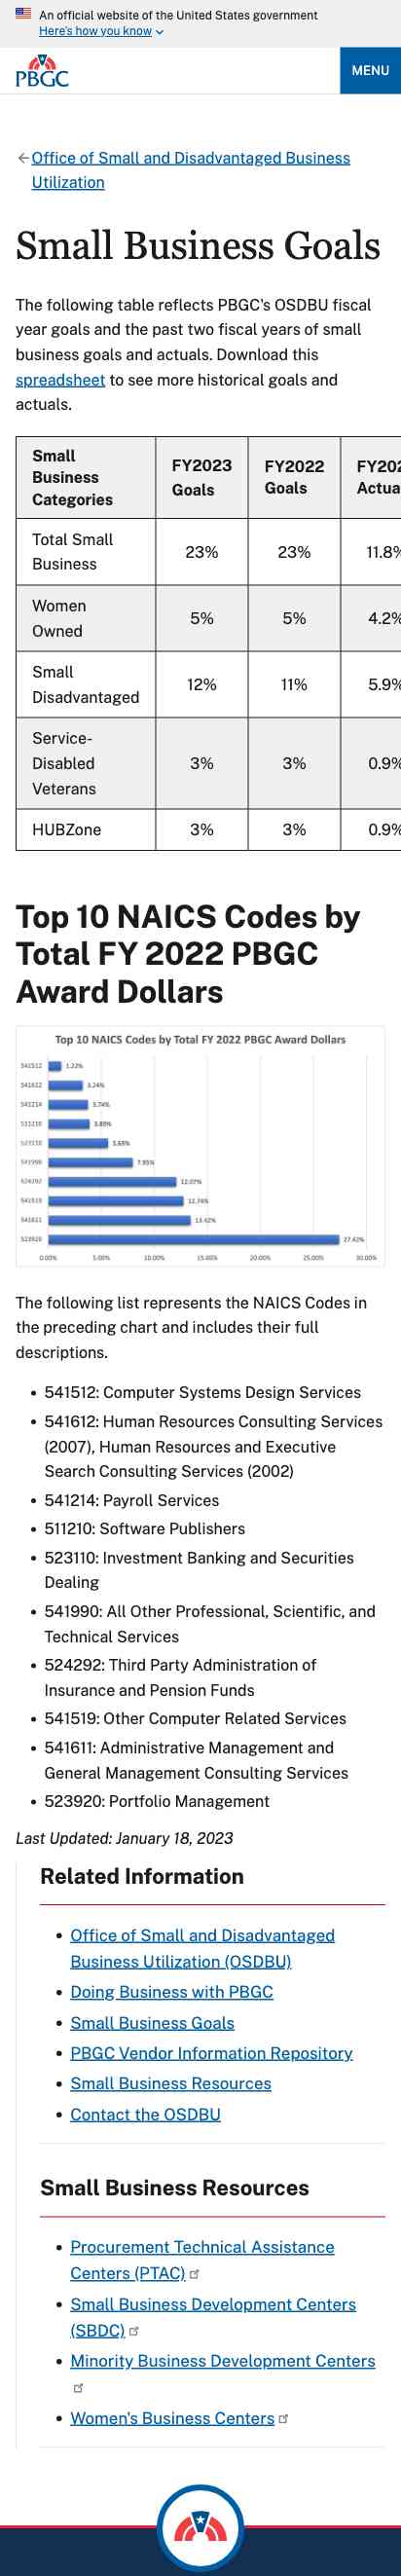 An official website of the United States government
Here's how you know
PBGC
MENU
Office of Small and Disadvantaged Business
Utilization
Small Business Goals
The following table reflects PBGC's OSDBU fiscal
year goals and the past two fiscal years of small
business goals and actuals. Download this
spreadsheet to see more historical goals and
actuals.
Small Business Categories FY2023 Goals FY2022 Goals
Total Small Business 23% 23% 11.8%
Women Owned 5% 5% 4.2%
Small Disadvantaged 12% 11% 5.9%
Service-Disabled Veterans 3% 3% 0.9%
HUBZone 3% 3% 0.9%
Top 10 NAICS Codes by
Total FY 2022 PBGC
Award Dollars
Top 10 NAICS Codes by Total FY 2022 PBGC Award Dollars
541512 1.22%
541612 3.24%
541214 3.74%
511210 3.89%
523110 5.68%
541990 7.95%
524292 12.07%
541519 12.74%
541611 13.42%
523920 27.42%
0.00% 5.00% 10.00% 15.00% 20.00% 25.00% 30.00%
The following list represents the NAICS Codes in
the preceding chart and includes their full
descriptions.
• 541512: Computer Systems Design Services
• 541612: Human Resources Consulting Services
(2007), Human Resources and Executive
Search Consulting Services (2002)
• 541214: Payroll Services
• 511210: Software Publishers
• 523110: Investment Banking and Securities
Dealing
• 541990: All Other Professional, Scientific, and
Technical Services
• 524292: Third Party Administration of
Insurance and Pension Funds
• 541519: Other Computer Related Services
• 541611: Administrative Management and
General Management Consulting Services
• 523920: Portfolio Management
Last Updated: January 18, 2023
Related Information
• Office of Small and Disadvantaged
Business Utilization (OSDBU)
• Doing Business with PBGC
• Small Business Goals
• PBGC Vendor Information Repository
• Small Business Resources
• Contact the OSDBU
Small Business Resources
• Procurement Technical Assistance
Centers (PTAC)
• Small Business Development Centers
(SBDC)
• Minority Business Development Centers
• Women's Business Centers